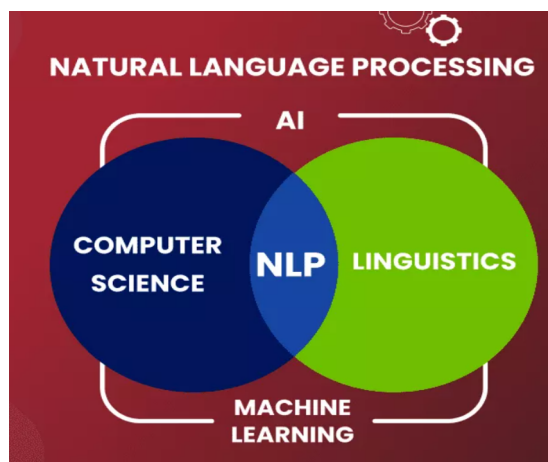 NATURAL LANGUAGE PROCESSING
AI
COMPUTER
SCIENCE
NLP
LINGUISTICS
MACHINE
LEARNING